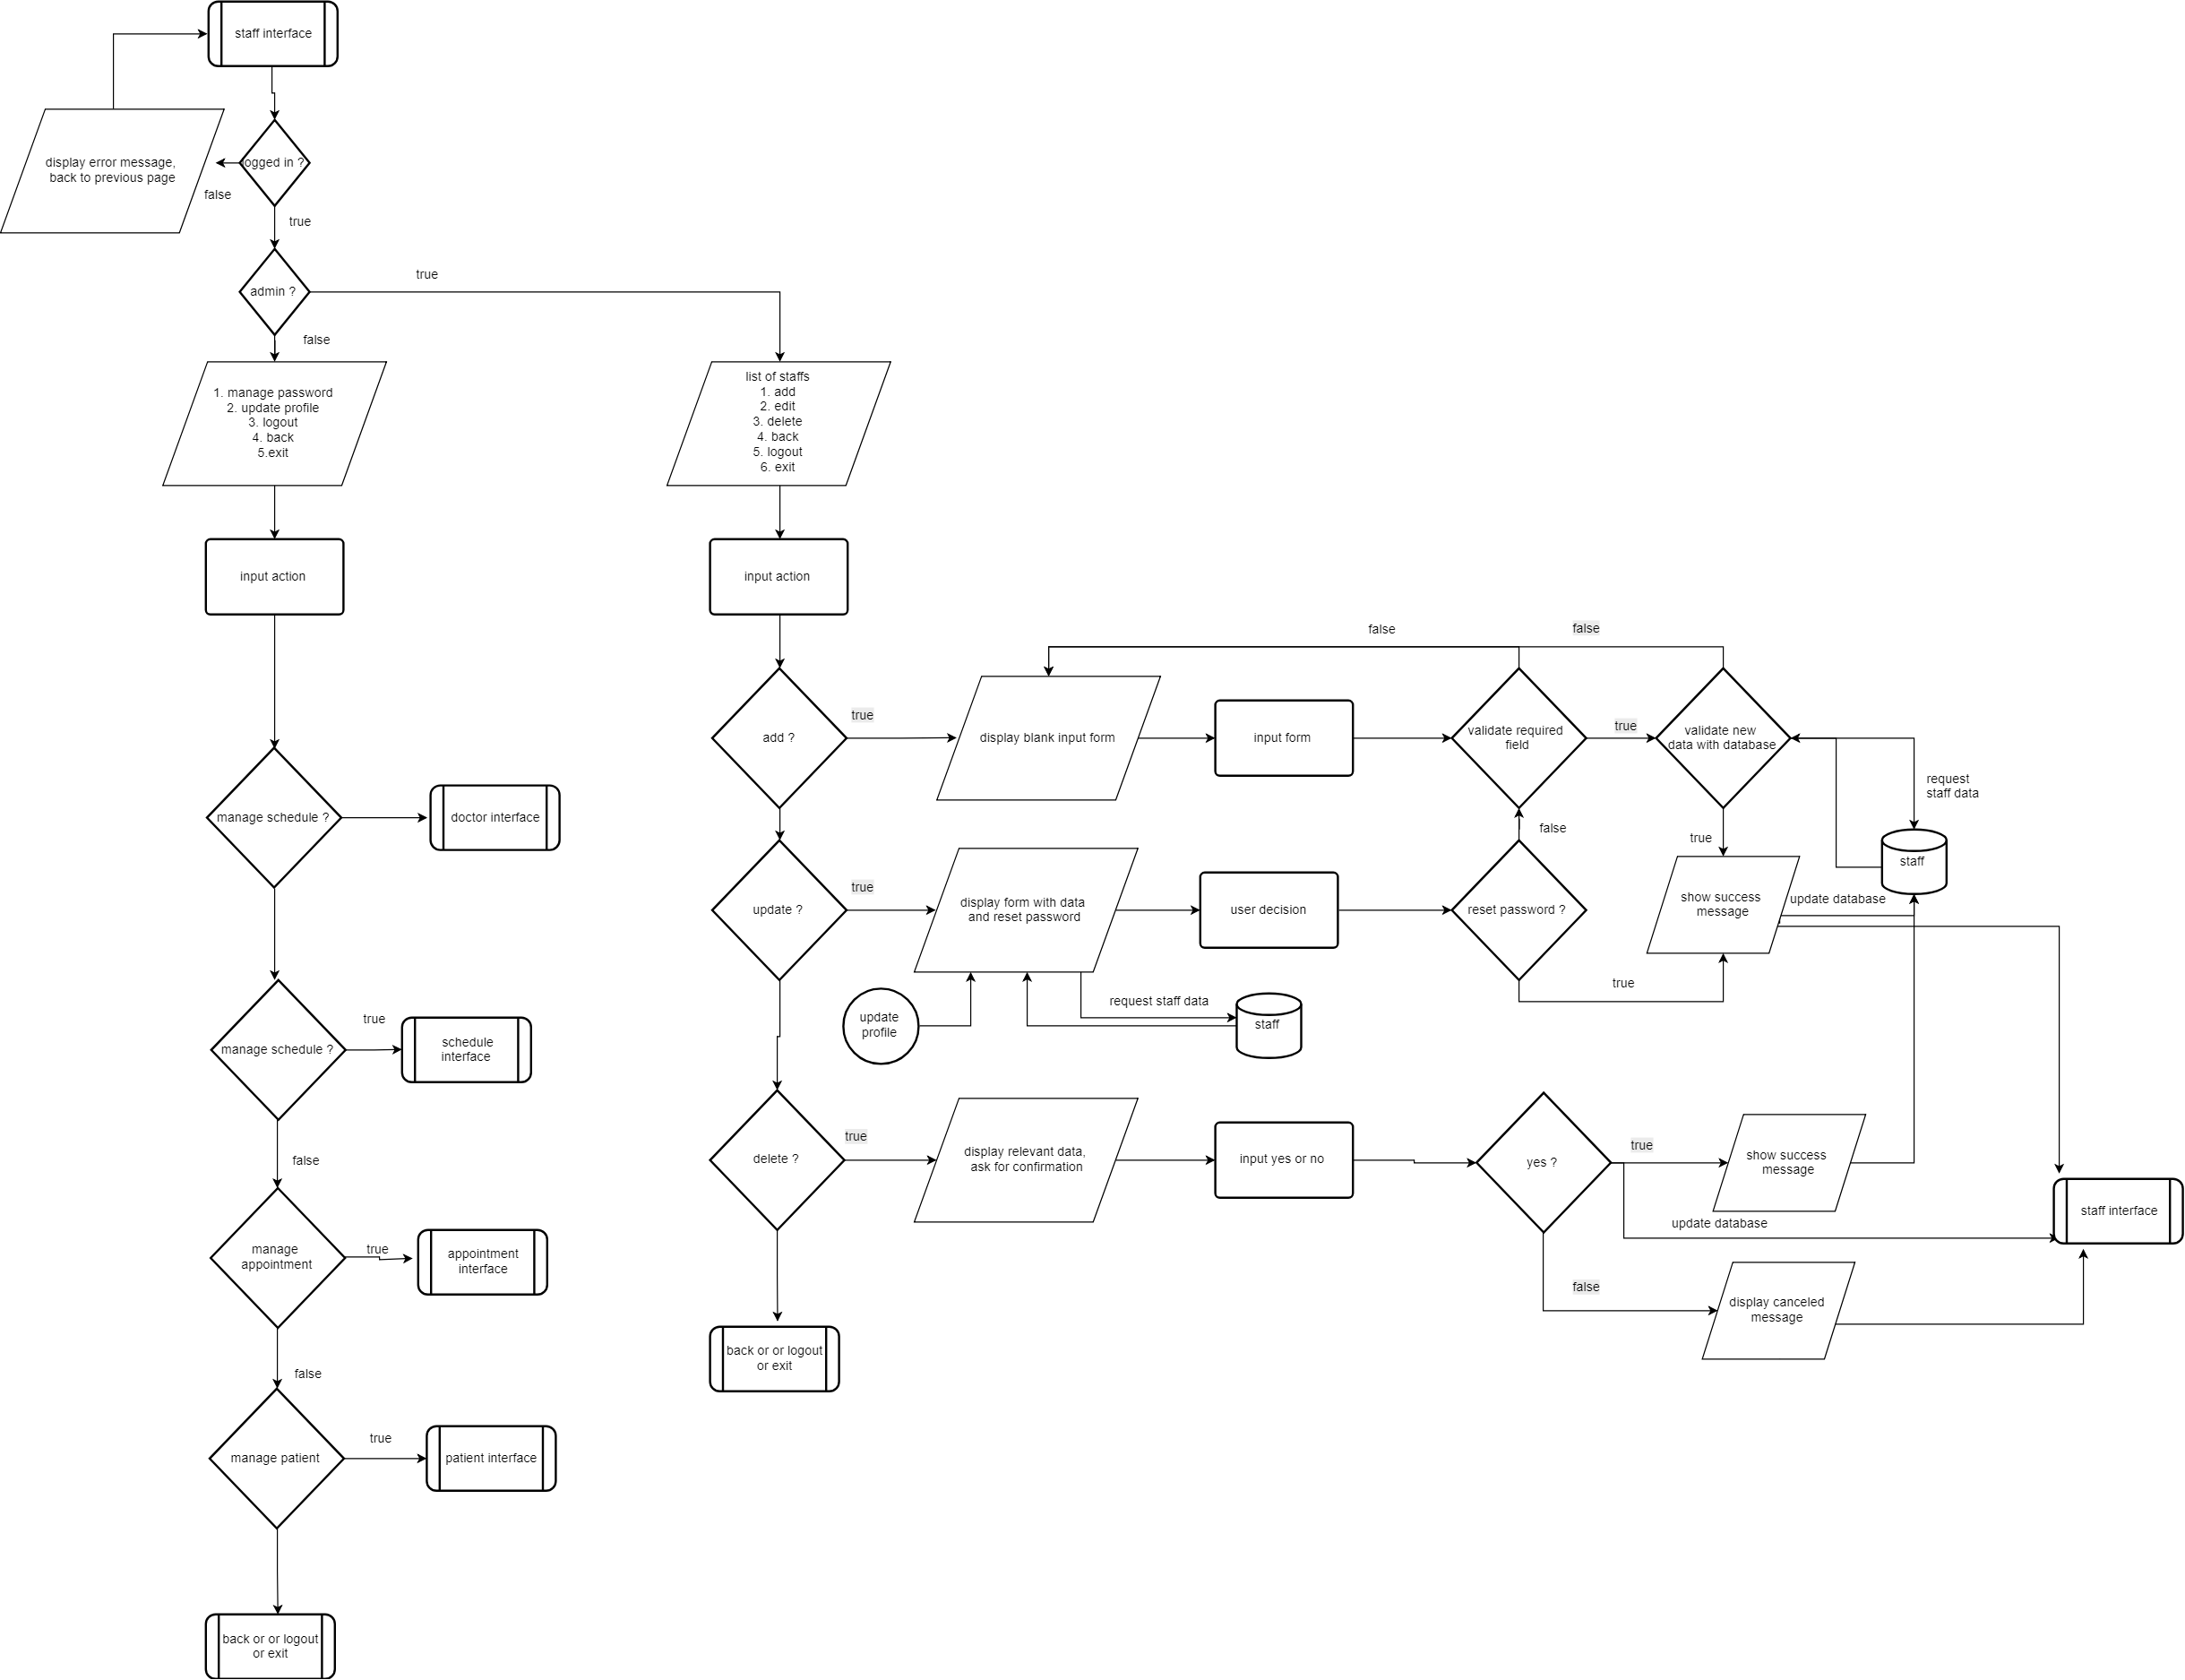 staff interface
display error message,
back to previous page
logged in ?
false
true
admin ?
true
false
1. manage password
2. update profile
3. logout
4. back
5.exit
list of staffs
1. add
2. edit
3. delete
4. back
5. logout
6. exit
input action
input action
false
false
add ?
true
display blank input form
input form
validate required
field
true
validate new
data with database
request
staff data
manage schedule ?
doctor interface
false
true
staff
update ?
true
display form with data
and reset password
user decision
reset password ?
show success
message
update database
true
request staff data
update
profile
staff
manage schedule ?
true
schedule
interface
false
delete ?
true
display relevant data,
ask for confirmation
input yes or no
yes ?
true
show success
message
update database
staff interface
manage
appointment
true
appointment
interface
false
display canceled
message
back or or logout
or exit
false
manage patient
true
patient interface
back or or logout
or exit